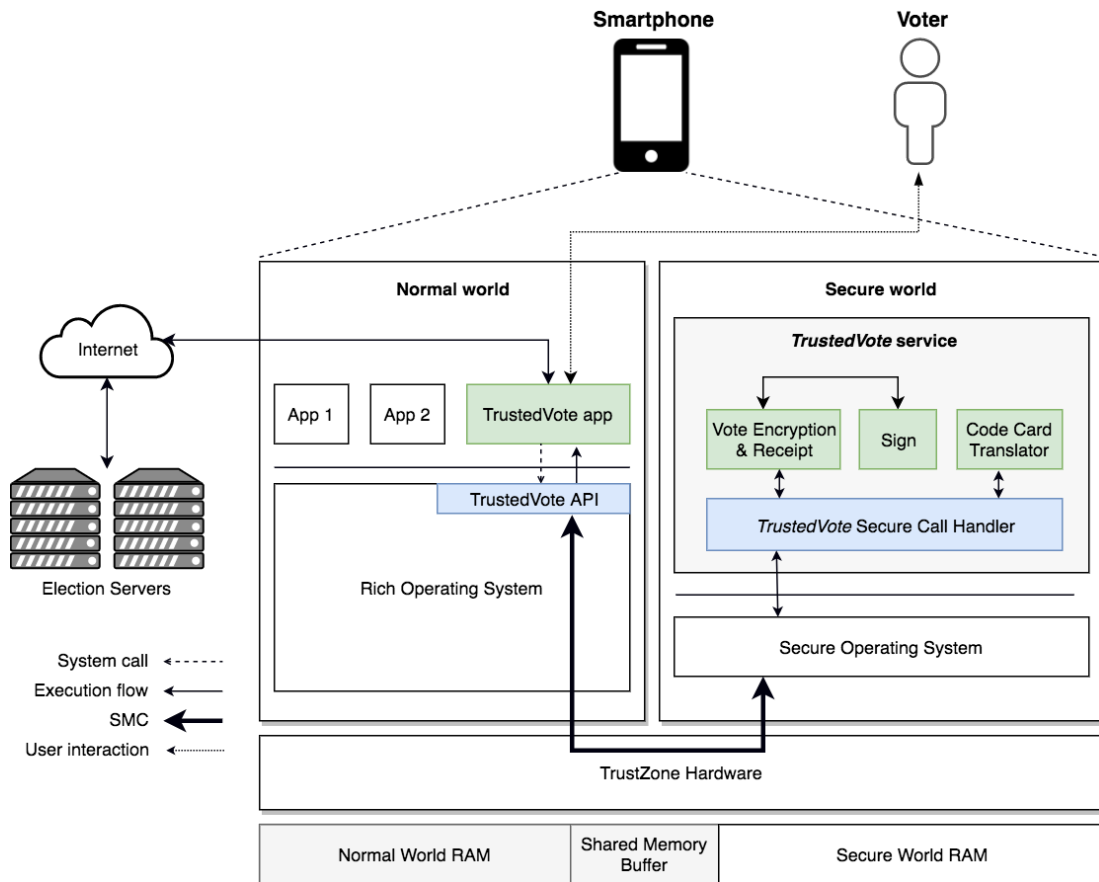 Smartphone
Voter
Normal world
Secure world
TrustedVote service
Internet
App 1
App 2
TrustedVote app
Vote Encryption
& Receipt
Sign
Code Card
Translator
TrustedVote API
TrustedVote Secure Call Handler
Election Servers
Rich Operating System
Secure Operating System
System call
Execution flow
SMC
User interaction
TrustZone Hardware
Normal World RAM
Shared Memory
Buffer
Secure World RAM